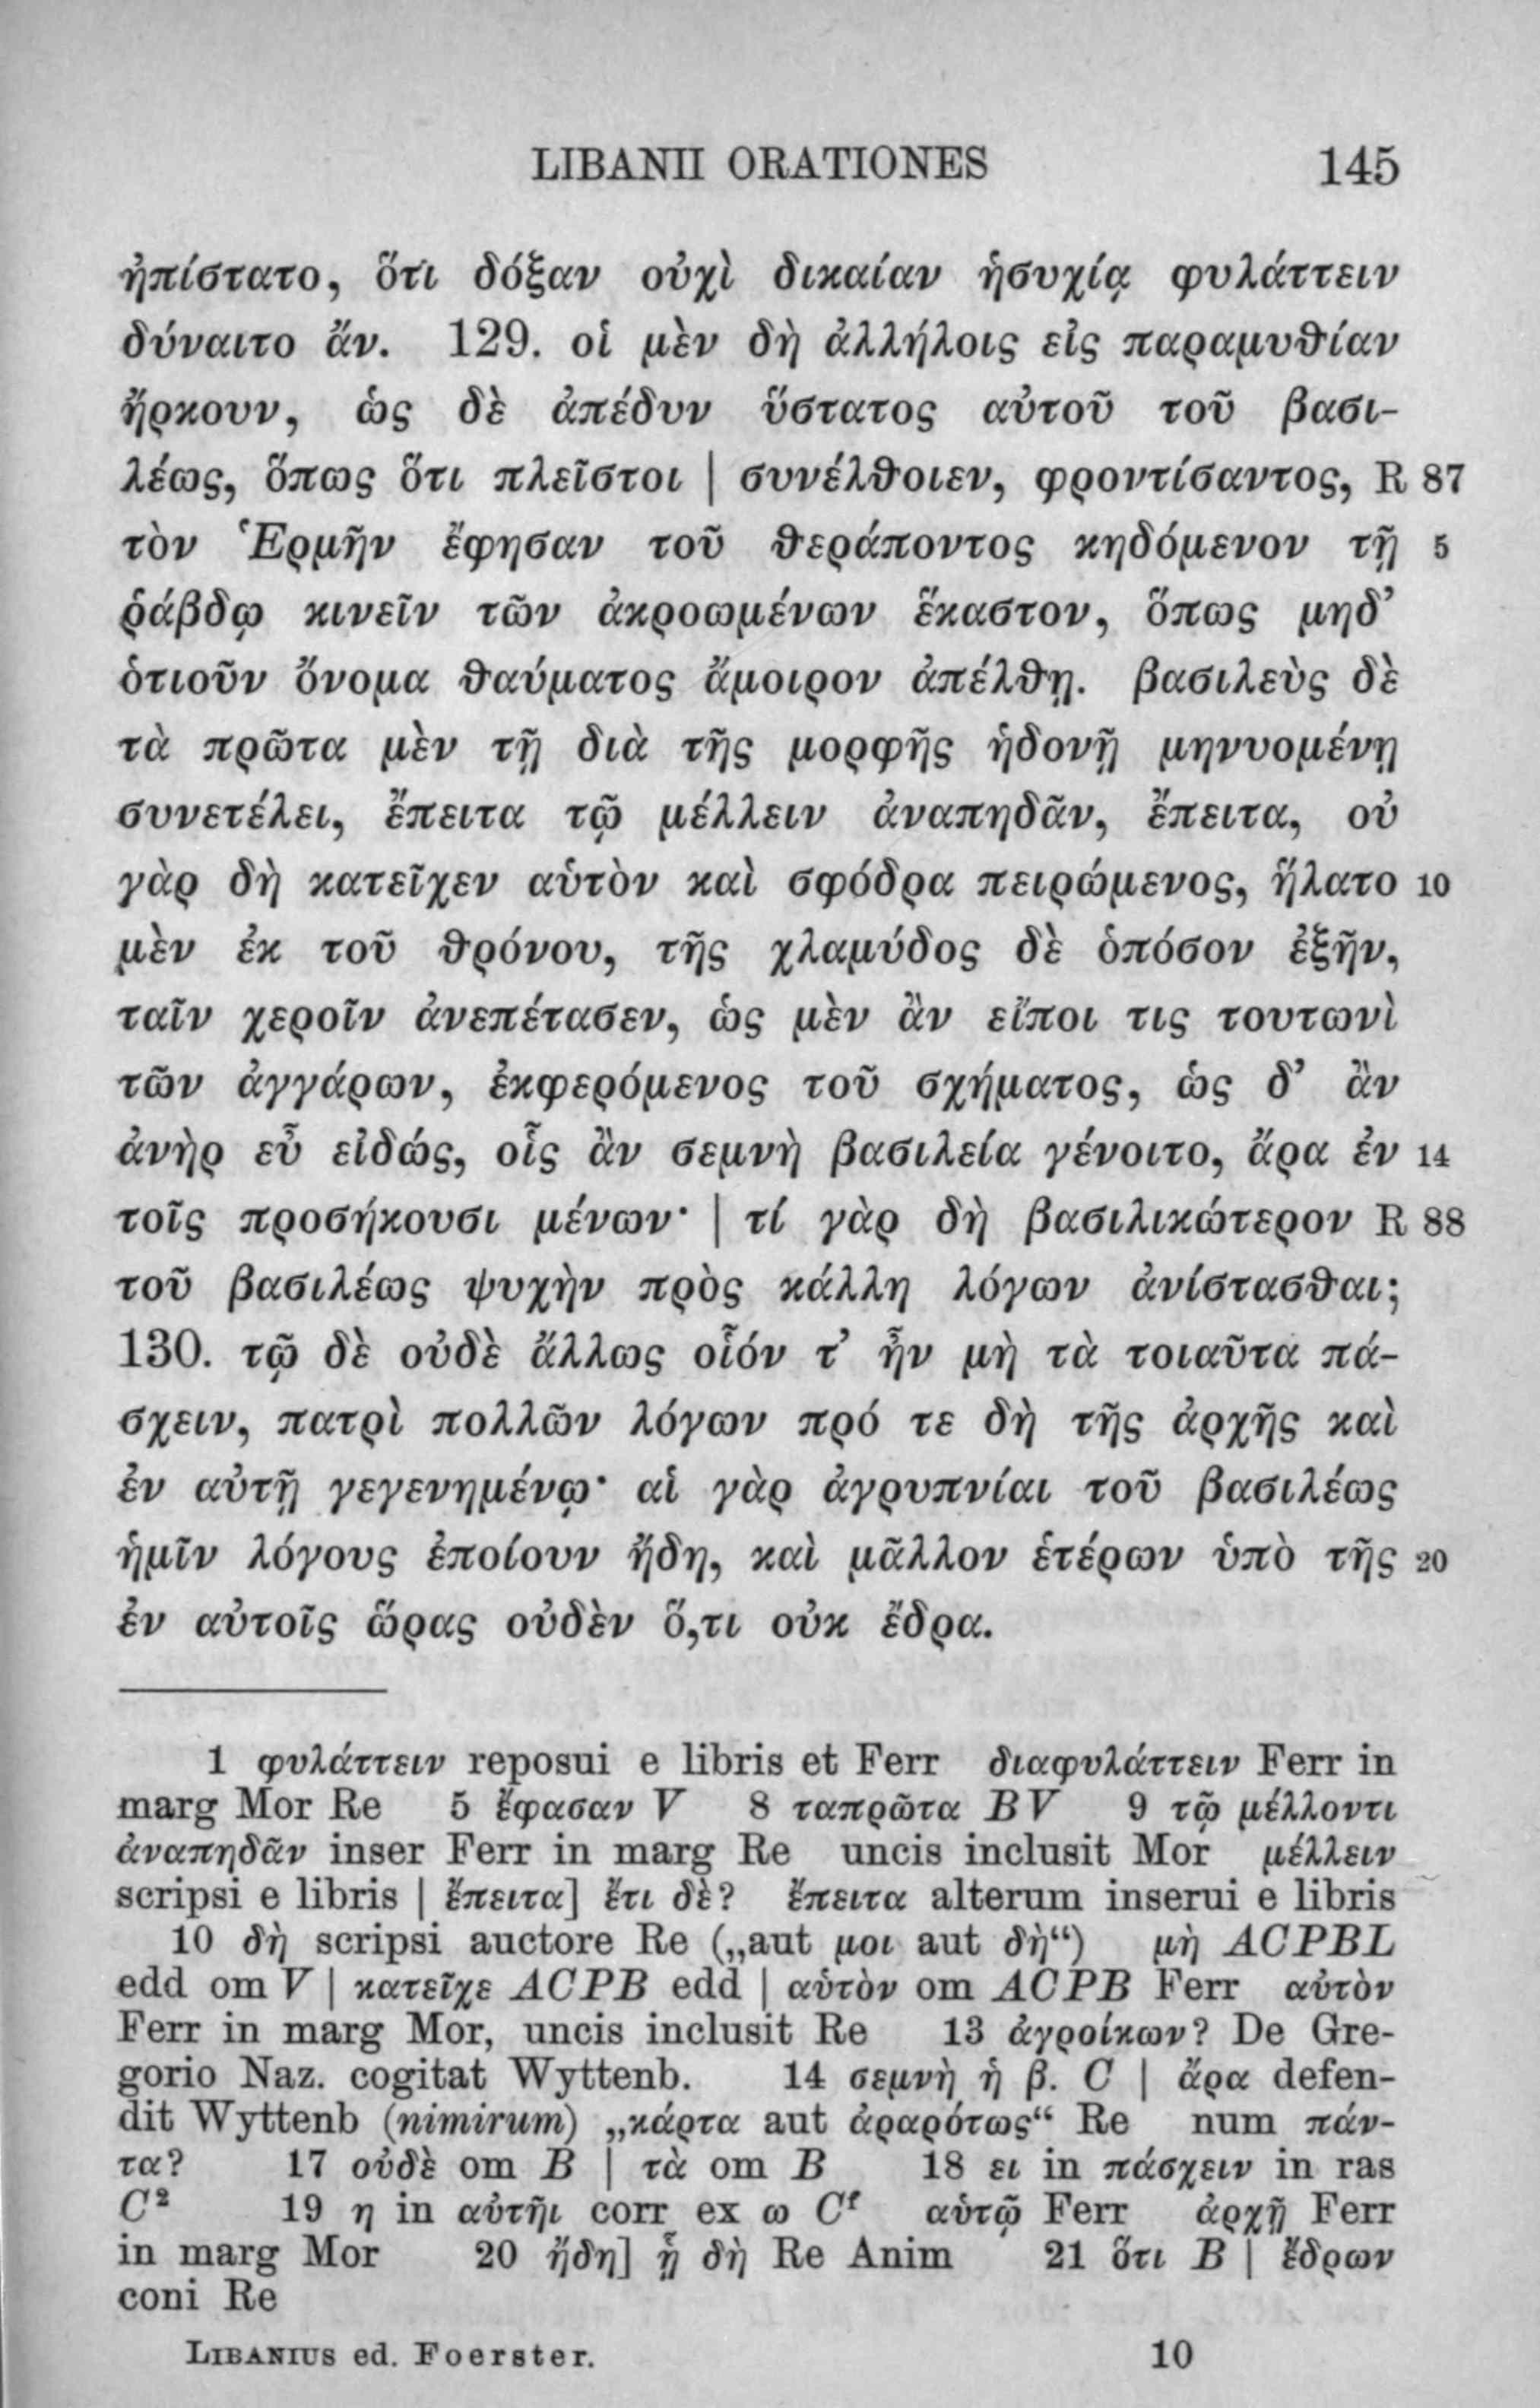 LIBANII ORATIONES 145
ἠπίστατο, ὅτι δόξαν οὐχὶ δικαίαν ἡσυχίᾳ φυλάττειν
δύναιτο ἄν. 129. οἱ μὲν δὴ ἀλλήλοις εἰς παραμυθίαν
ἤρκουν, ὡς δὲ ἀπέδυν ὕστατος αὐτοῦ τοῦ βασι-
λέως, ὅπως ὅτι πλεῖστοι | συνέλθοιεν, φροντίσαντος, R 87
τὸν Ἑρμῆν ἔφησαν τοῦ θεράποντος κηδόμενον τῇ 5
ῥάβδῳ κινεῖν τῶν ἀκροωμένων ἕκαστον, ὅπως μηδ’
ὁτιοῦν ὄνομα θαύματος ἄμοιρον ἀπέλθῃ. βασιλεὺς δὲ
τὰ πρῶτα μὲν τῇ διὰ τῆς μορφῆς ἡδονῇ μηνυομένῃ
συνετέλει, ἔπειτα τῷ μέλλειν ἀναπηδᾶν, ἔπειτα, οὐ
γὰρ δὴ κατεῖχεν αὑτὸν καὶ σφόδρα πειρώμενος, ἥλατο 10
μὲν ἐκ τοῦ θρόνου, τῆς χλαμύδος δὲ ὁπόσον ἐξῆν,
ταῖν χεροῖν ἀνεπέτασεν, ὡς μὲν ἂν εἴποι τις τουτωνὶ
τῶν ἀγγάρων, ἐκφερόμενος τοῦ σχήματος, ὡς δ’ ἂν
ἀνὴρ εὖ εἰδώς, οἷς ἂν σεμνὴ βασιλεία γένοιτο, ἄρα ἐν 14
τοῖς προσήκουσι μένων· | τί γὰρ δὴ βασιλικώτερον R 88
τοῦ βασιλέως ψυχὴν πρὸς κάλλη λόγων ἀνίστασθαι;
130. τῷ δὲ οὐδὲ ἄλλως οἷόν τ’ ἦν μὴ τὰ τοιαῦτα πά-
σχειν, πατρὶ πολλῶν λόγων πρό τε δὴ τῆς ἀρχῆς καὶ
ἐν αὐτῇ γεγενημένῳ· αἱ γὰρ ἀγρυπνίαι τοῦ βασιλέως
ἡμῖν λόγους ἐποίουν ἤδη, καὶ μᾶλλον ἑτέρων ὑπὸ τῆς 20
ἐν αὐτοῖς ὥρας οὐδὲν ὅ,τι οὐκ ἔδρα.
1 φυλάττειν reposui e libris et Ferr διαφυλάττειν Ferr in
marg Mor Re 5 ἔφασαν V 8 ταπρῶτα BV 9 τῷ μέλλοντι
ἀναπηδᾶν inser Ferr in marg Re uncis inclusit Mor μέλλειν
scripsi e libris | ἔπειτα] ἔτι δὲ? ἔπειτα alterum inserui e libris
10 δὴ scripsi auctore Re („aut μοι aut δὴ“) μὴ ACPBL
edd om V | κατεῖχε ACPB edd | αὑτὸν om ACPB Ferr αὐτὸν
Ferr in marg Mor, uncis inclusit Re 13 ἀγροίκων? De Gre-
gorio Naz. cogitat Wyttenb. 14 σεμνὴ ἡ β. C | ἄρα defen-
dit Wyttenb (nimirum) „κάρτα aut ἀραρότως“ Re num πάν-
τα? 17 οὐδὲ om B | τὰ om B 18 ει in πάσχειν in ras
C² 19 η in αὐτῆι corr ex ω Cᶠ αὑτῷ Ferr ἀρχῇ Ferr
in marg Mor 20 ἤδη] ᾗ δὴ Re Anim 21 ὅτι B | ἔδρων
coni Re
LIBANIUS ed. Foerster. 10